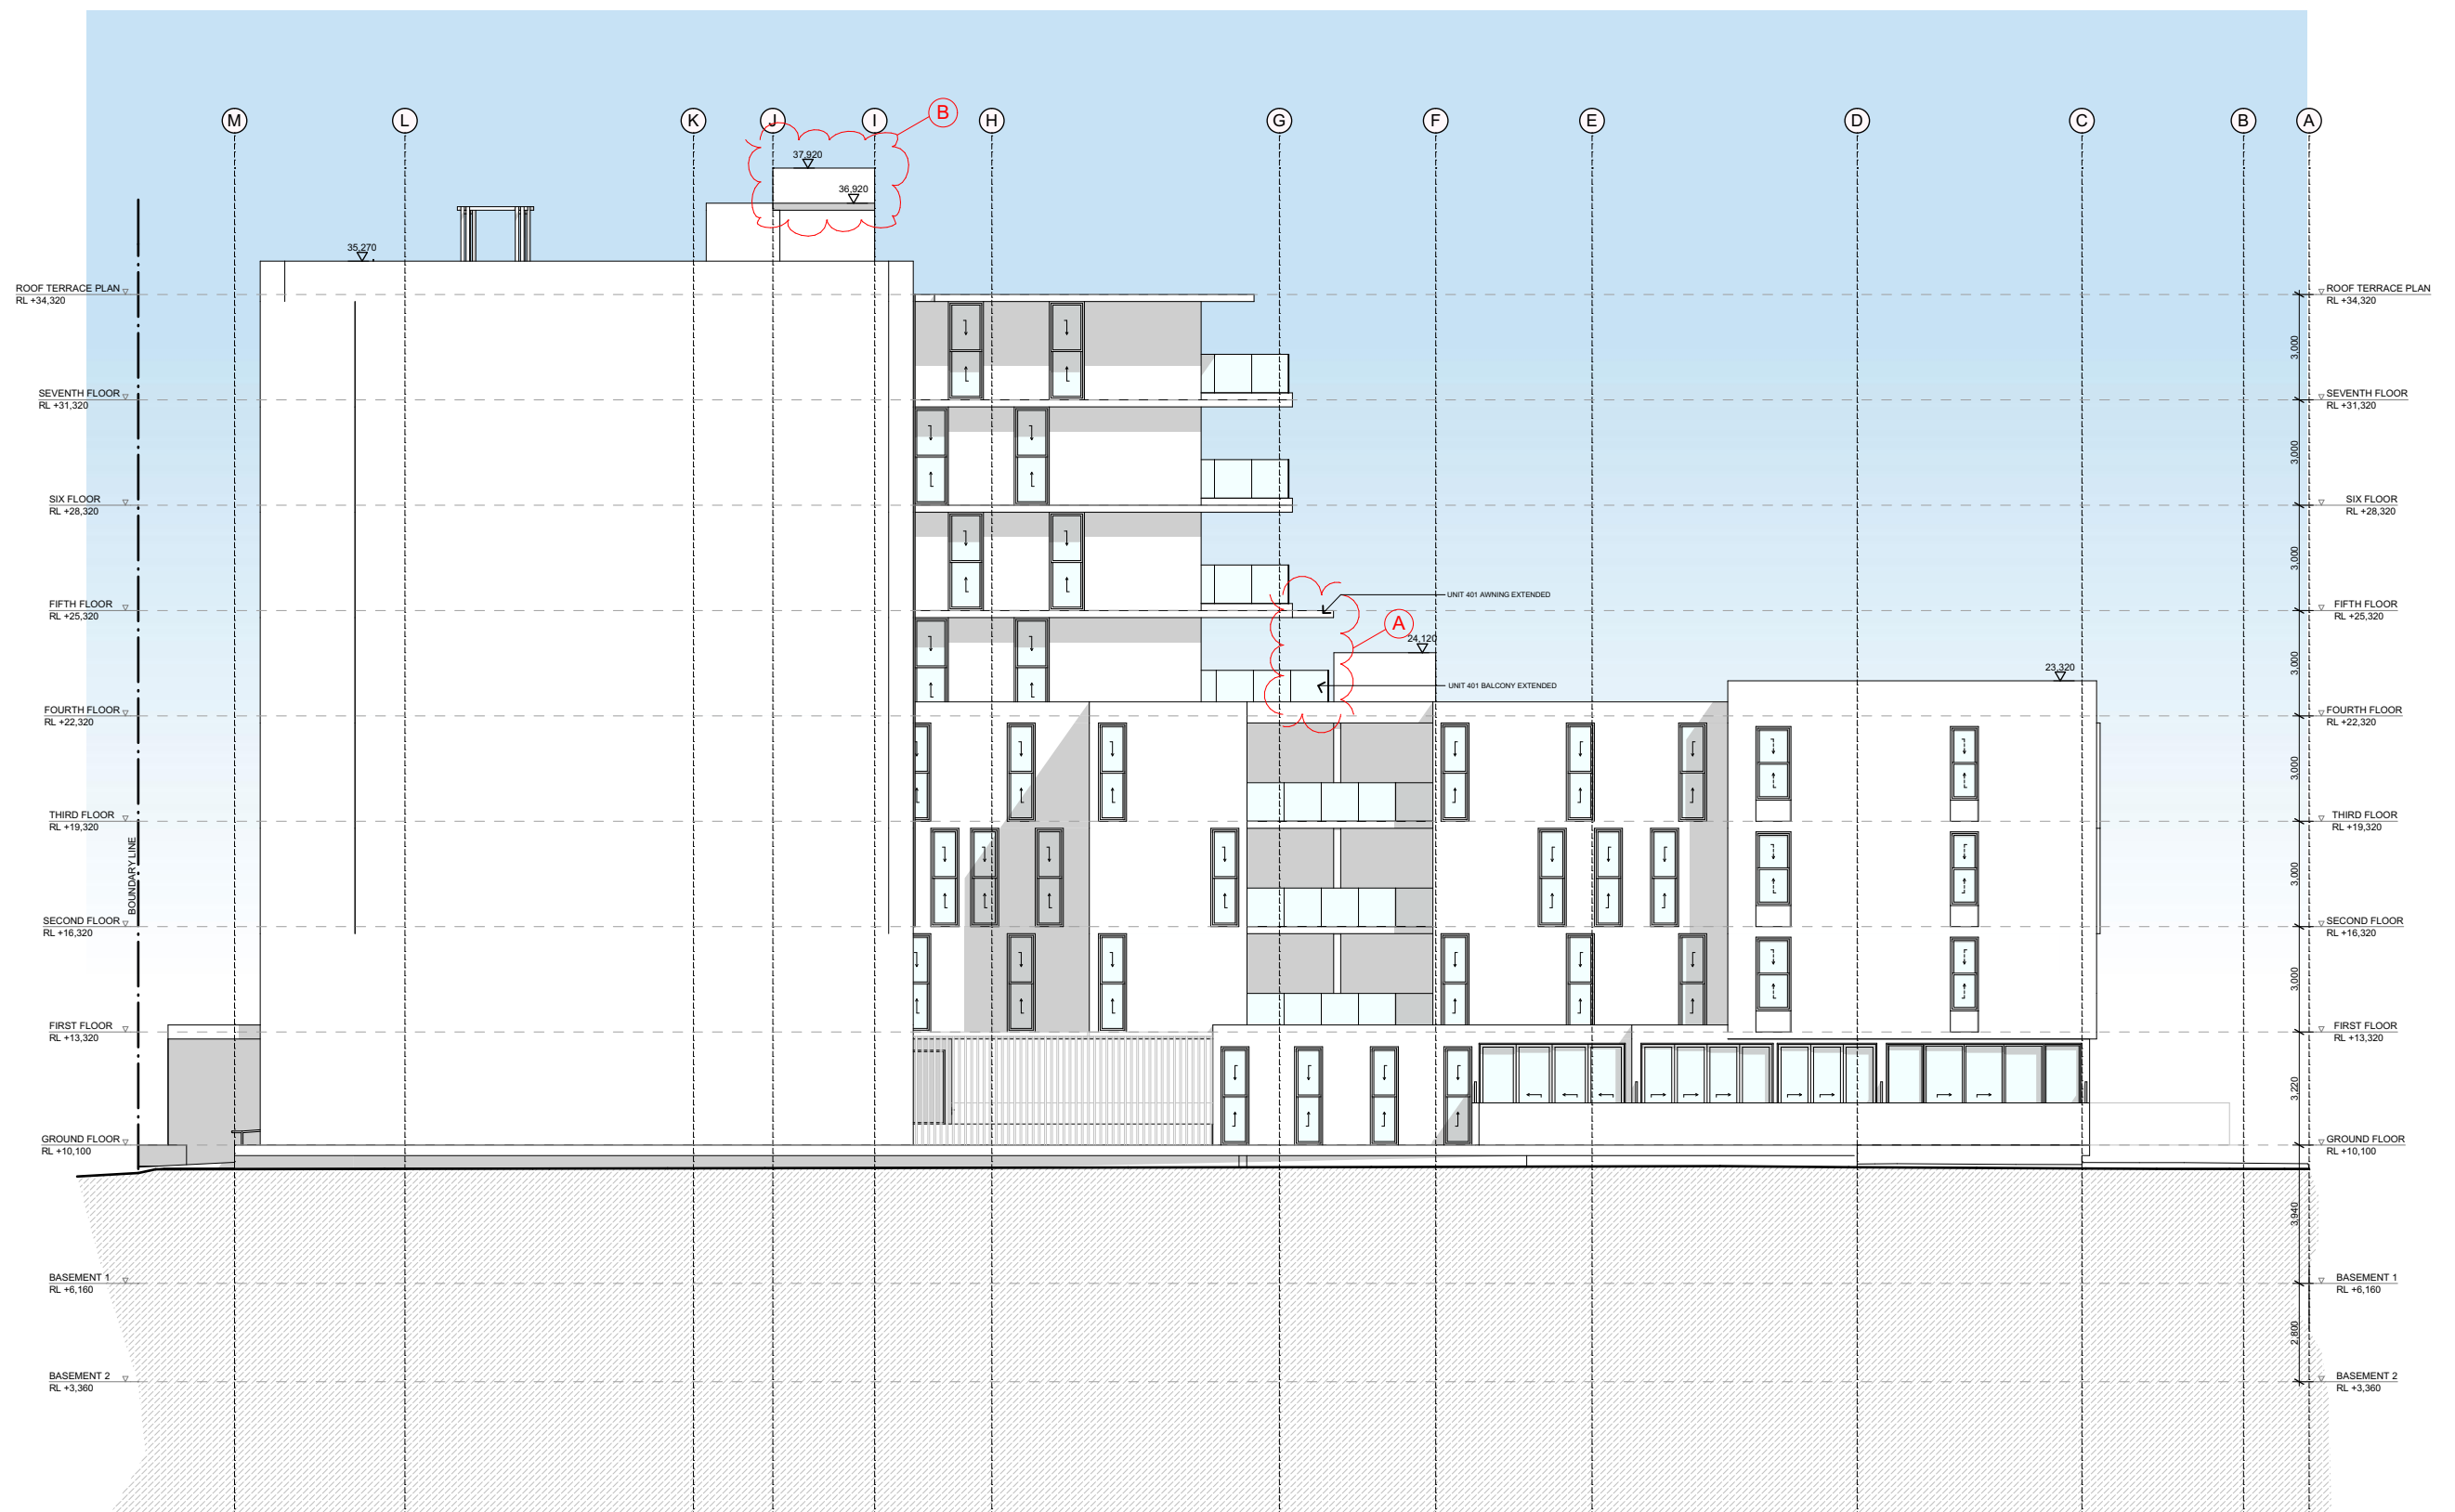 M
L
K
J
I
B
H
G
F
E
D
C
B
A
37,920
36,920
35,270
ROOF TERRACE PLAN
RL +34,320
ROOF TERRACE PLAN
RL +34,320
3,000
SEVENTH FLOOR
RL +31,320
SEVENTH FLOOR
RL +31,320
3,000
SIX FLOOR
RL +28,320
SIX FLOOR
RL +28,320
3,000
UNIT 401 AWNING EXTENDED
FIFTH FLOOR
RL +25,320
FIFTH FLOOR
RL +25,320
A
24,120
3,000
23,320
UNIT 401 BALCONY EXTENDED
FOURTH FLOOR
RL +22,320
FOURTH FLOOR
RL +22,320
3,000
THIRD FLOOR
RL +19,320
THIRD FLOOR
RL +19,320
BOUNDARY LINE
3,000
SECOND FLOOR
RL +16,320
SECOND FLOOR
RL +16,320
3,000
FIRST FLOOR
RL +13,320
FIRST FLOOR
RL +13,320
3,220
GROUND FLOOR
RL +10,100
GROUND FLOOR
RL +10,100
3,940
BASEMENT 1
RL +6,160
BASEMENT 1
RL +6,160
2,800
BASEMENT 2
RL +3,360
BASEMENT 2
RL +3,360